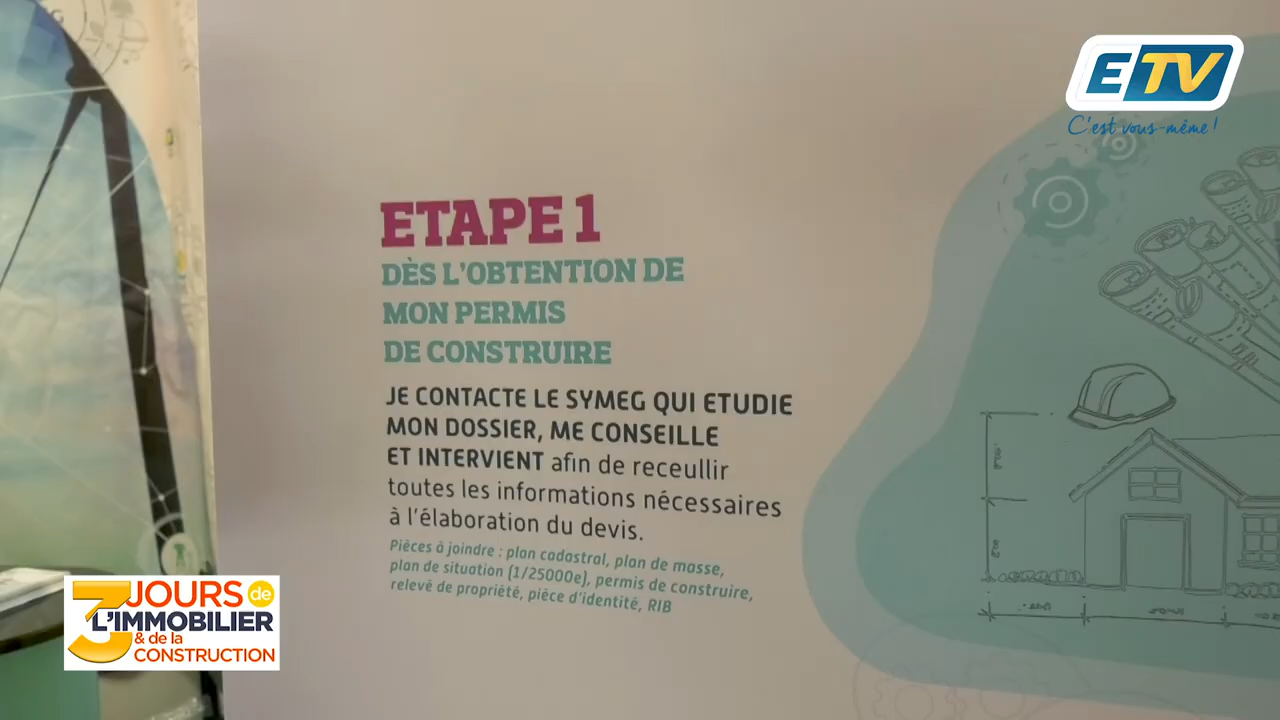 ETV
C'est vous-même !
ETAPE 1
DÈS L'OBTENTION DE
MON PERMIS
DE CONSTRUIRE
JE CONTACTE LE SYMEG QUI ETUDIE
MON DOSSIER, ME CONSEILLE
ET INTERVIENT afin de receullir
toutes les informations nécessaires
à l'élaboration du devis.
Pièces à joindre : plan cadastral, plan de masse,
plan de situation (1/25000e), permis de construire,
relevé de propriété, pièce d'identité, RIB
3 JOURS de
L'IMMOBILIER
& de la
CONSTRUCTION